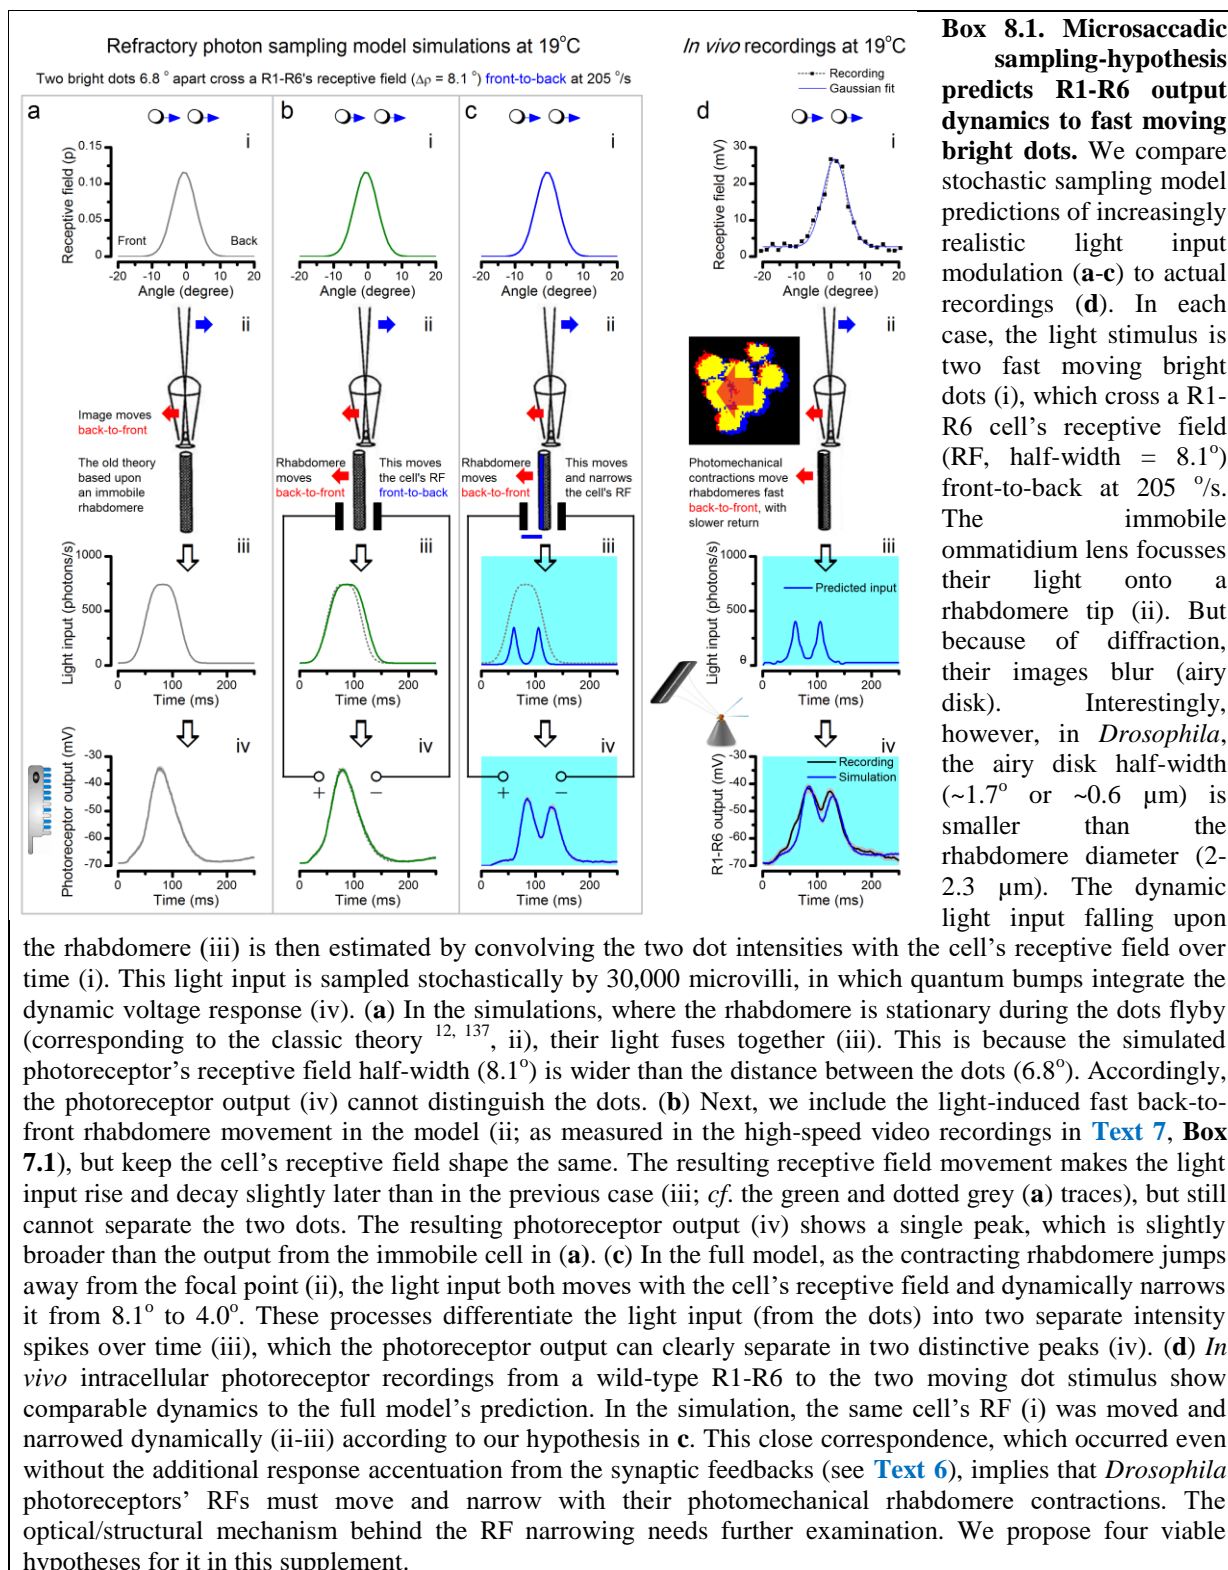 Refractory photon sampling model simulations at 19°C
Two bright dots 6.8 ° apart cross a R1-R6's receptive field (Δρ = 8.1 °) front-to-back at 205 °/s
a
i
Receptive field (p)
0.15
0.10
0.05
0
Front
Back
-20 -10 0 10 20
Angle (degree)
ii
Image moves
back-to-front
The old theory
based upon
an immobile
rhabdomere
iii
Light input (photons/s)
1000
500
0
0 100 200
Time (ms)
iv
Photoreceptor output (mV)
-30
-40
-50
-60
-70
0 100 200
Time (ms)
b
i
-20 -10 0 10 20
Angle (degree)
ii
Rhabdomere
moves
back-to-front
This moves
the cell's RF
front-to-back
iii
0 100 200
Time (ms)
iv
+ −
0 100 200
Time (ms)
c
i
-20 -10 0 10 20
Angle (degree)
ii
Rhabdomere
moves
back-to-front
This moves
and narrows
the cell's RF
iii
0 100 200
Time (ms)
iv
+ −
0 100 200
Time (ms)
In vivo recordings at 19°C
Recording
Gaussian fit
d
i
Receptive field (mV)
30
20
10
0
-20 -10 0 10 20
Angle (degree)
ii
Photomechanical
contractions move
rhabdomeres fast
back-to-front, with
slower return
iii
Light input (photons/s)
1000
500
0
Predicted input
0 100 200
Time (ms)
iv
R1-R6 output (mV)
-30
-40
-50
-60
-70
Recording
Simulation
0 100 200
Time (ms)
Box 8.1. Microsaccadic
sampling-hypothesis
predicts R1-R6 output
dynamics to fast moving
bright dots. We compare
stochastic sampling model
predictions of increasingly
realistic light input
modulation (a-c) to actual
recordings (d). In each
case, the light stimulus is
two fast moving bright
dots (i), which cross a R1-
R6 cell's receptive field
(RF, half-width = 8.1°)
front-to-back at 205 °/s.
The immobile
ommatidium lens focusses
their light onto a
rhabdomere tip (ii). But
because of diffraction,
their images blur (airy
disk). Interestingly,
however, in Drosophila,
the airy disk half-width
(~1.7° or ~0.6 µm) is
smaller than the
rhabdomere diameter (2-
2.3 µm). The dynamic
light input falling upon
the rhabdomere (iii) is then estimated by convolving the two dot intensities with the cell's receptive field over
time (i). This light input is sampled stochastically by 30,000 microvilli, in which quantum bumps integrate the
dynamic voltage response (iv). (a) In the simulations, where the rhabdomere is stationary during the dots flyby
(corresponding to the classic theory 12, 137, ii), their light fuses together (iii). This is because the simulated
photoreceptor's receptive field half-width (8.1°) is wider than the distance between the dots (6.8°). Accordingly,
the photoreceptor output (iv) cannot distinguish the dots. (b) Next, we include the light-induced fast back-to-
front rhabdomere movement in the model (ii; as measured in the high-speed video recordings in Text 7, Box
7.1), but keep the cell's receptive field shape the same. The resulting receptive field movement makes the light
input rise and decay slightly later than in the previous case (iii; cf. the green and dotted grey (a) traces), but still
cannot separate the two dots. The resulting photoreceptor output (iv) shows a single peak, which is slightly
broader than the output from the immobile cell in (a). (c) In the full model, as the contracting rhabdomere jumps
away from the focal point (ii), the light input both moves with the cell's receptive field and dynamically narrows
it from 8.1° to 4.0°. These processes differentiate the light input (from the dots) into two separate intensity
spikes over time (iii), which the photoreceptor output can clearly separate in two distinctive peaks (iv). (d) In
vivo intracellular photoreceptor recordings from a wild-type R1-R6 to the two moving dot stimulus show
comparable dynamics to the full model's prediction. In the simulation, the same cell's RF (i) was moved and
narrowed dynamically (ii-iii) according to our hypothesis in c. This close correspondence, which occurred even
without the additional response accentuation from the synaptic feedbacks (see Text 6), implies that Drosophila
photoreceptors' RFs must move and narrow with their photomechanical rhabdomere contractions. The
optical/structural mechanism behind the RF narrowing needs further examination. We propose four viable
hypotheses for it in this supplement.